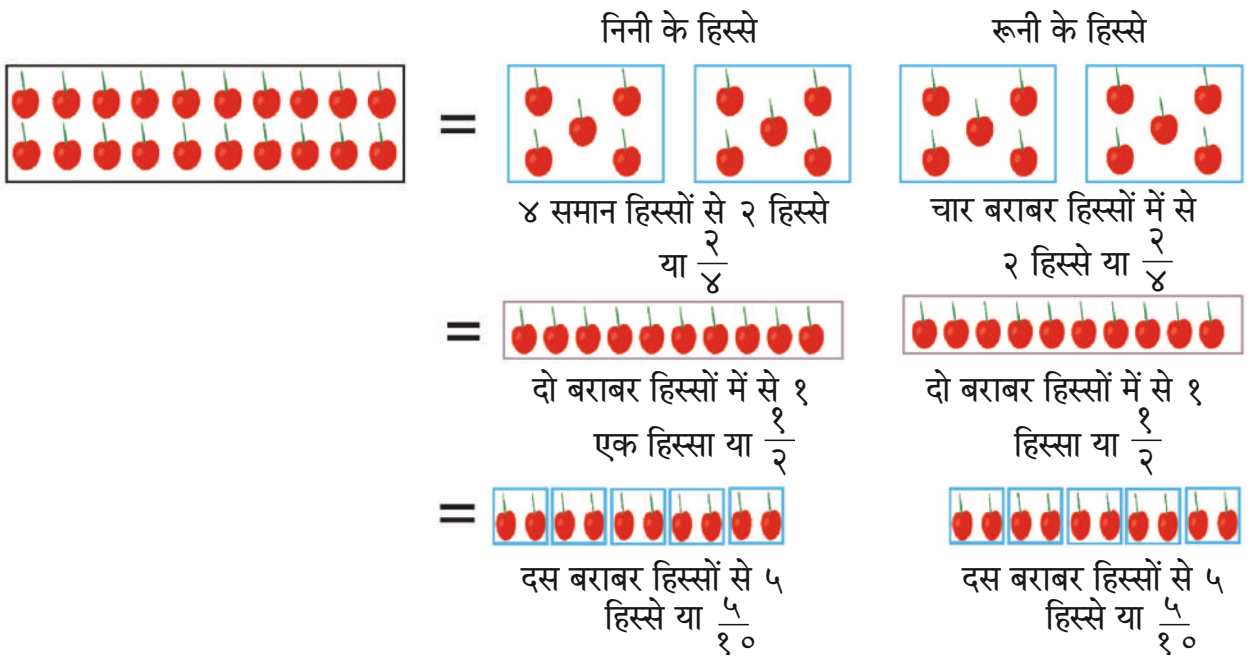 निनी के हिस्से
रूनी के हिस्से
=
४ समान हिस्सों से २ हिस्से
या २/४
चार बराबर हिस्सों में से
२ हिस्से या २/४
=
दो बराबर हिस्सों में से १
एक हिस्सा या १/२
दो बराबर हिस्सों में से १
हिस्सा या १/२
=
दस बराबर हिस्सों से ५
हिस्से या ५/१०
दस बराबर हिस्सों से ५
हिस्से या ५/१०